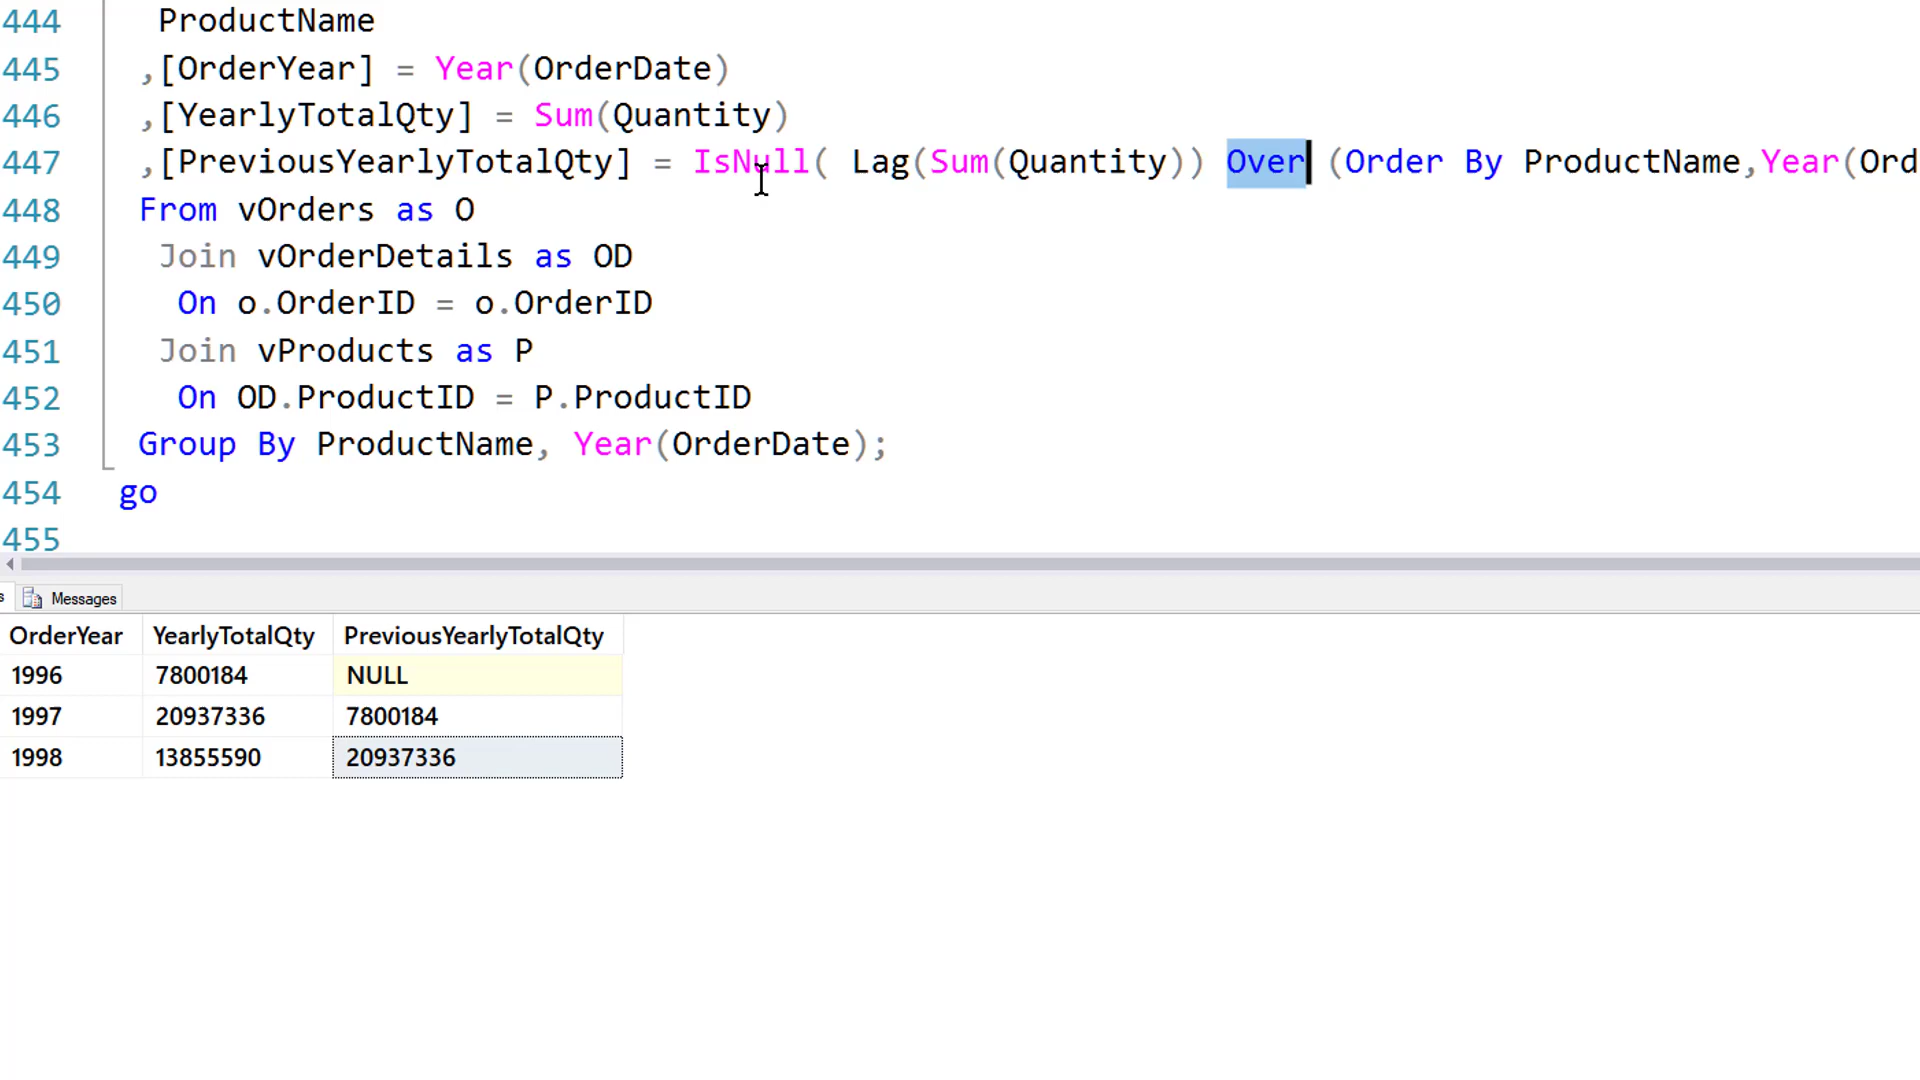 444 ProductName
445 ,[OrderYear] = Year(OrderDate)
446 ,[YearlyTotalQty] = Sum(Quantity)
447 ,[PreviousYearlyTotalQty] = IsNull( Lag(Sum(Quantity)) Over (Order By ProductName,Year(Ord
448 From vOrders as O
449 Join vOrderDetails as OD
450 On o.OrderID = o.OrderID
451 Join vProducts as P
452 On OD.ProductID = P.ProductID
453 Group By ProductName, Year(OrderDate);
454 go
455
s Messages
OrderYear YearlyTotalQty PreviousYearlyTotalQty
1996 7800184 NULL
1997 20937336 7800184
1998 13855590 20937336